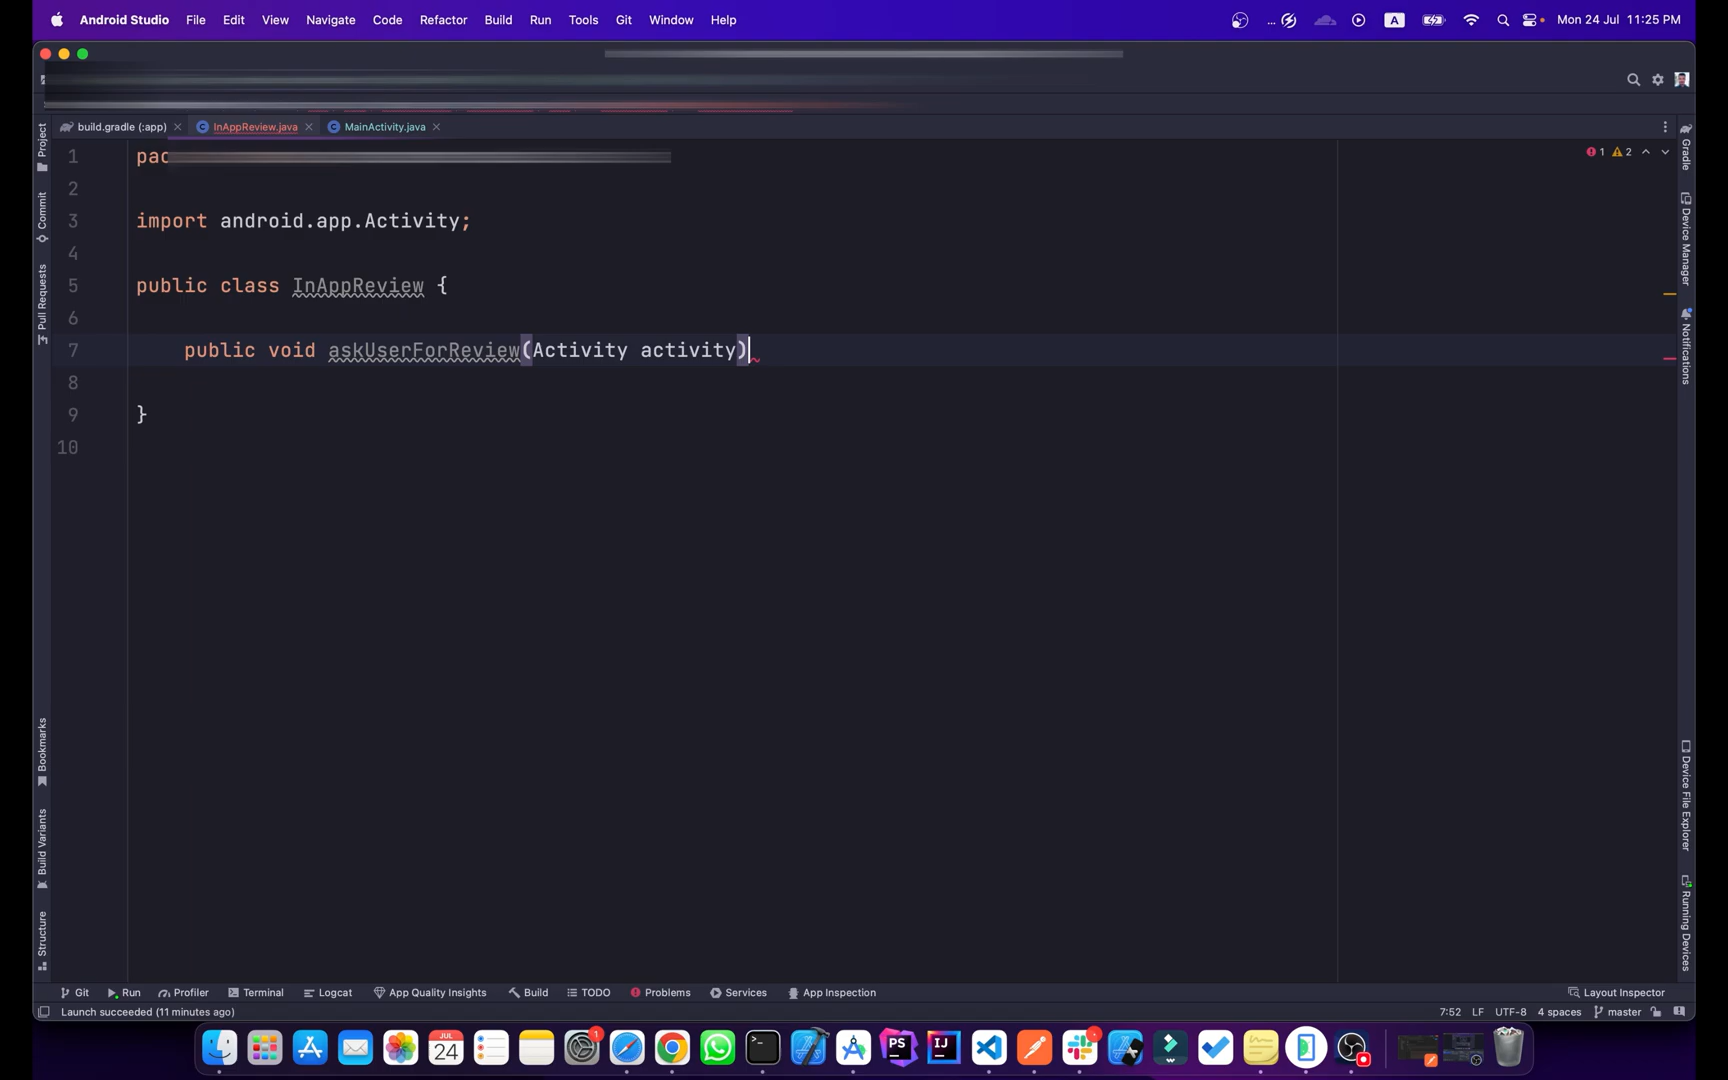 Android Studio File Edit View Navigate Code Refactor Build Run Tools Git Window Help ... A Mon 24 Jul 11:25 PM
build.gradle (:app) InAppReview.java MainActivity.java
Project
Commit
Pull Requests
Bookmarks
Build Variants
Structure
1 pac
2
3 import android.app.Activity;
4
5 public class InAppReview {
6
7 public void askUserForReview(Activity activity)
8
9 }
10
1 2
Gradle
Device Manager
Notifications
Device File Explorer
Running Devices
Git Run Profiler Terminal Logcat App Quality Insights Build TODO Problems Services App Inspection Layout Inspector
Launch succeeded (11 minutes ago) 7:52 LF UTF-8 4 spaces master
JUL
24
1
>_
PS
IJ